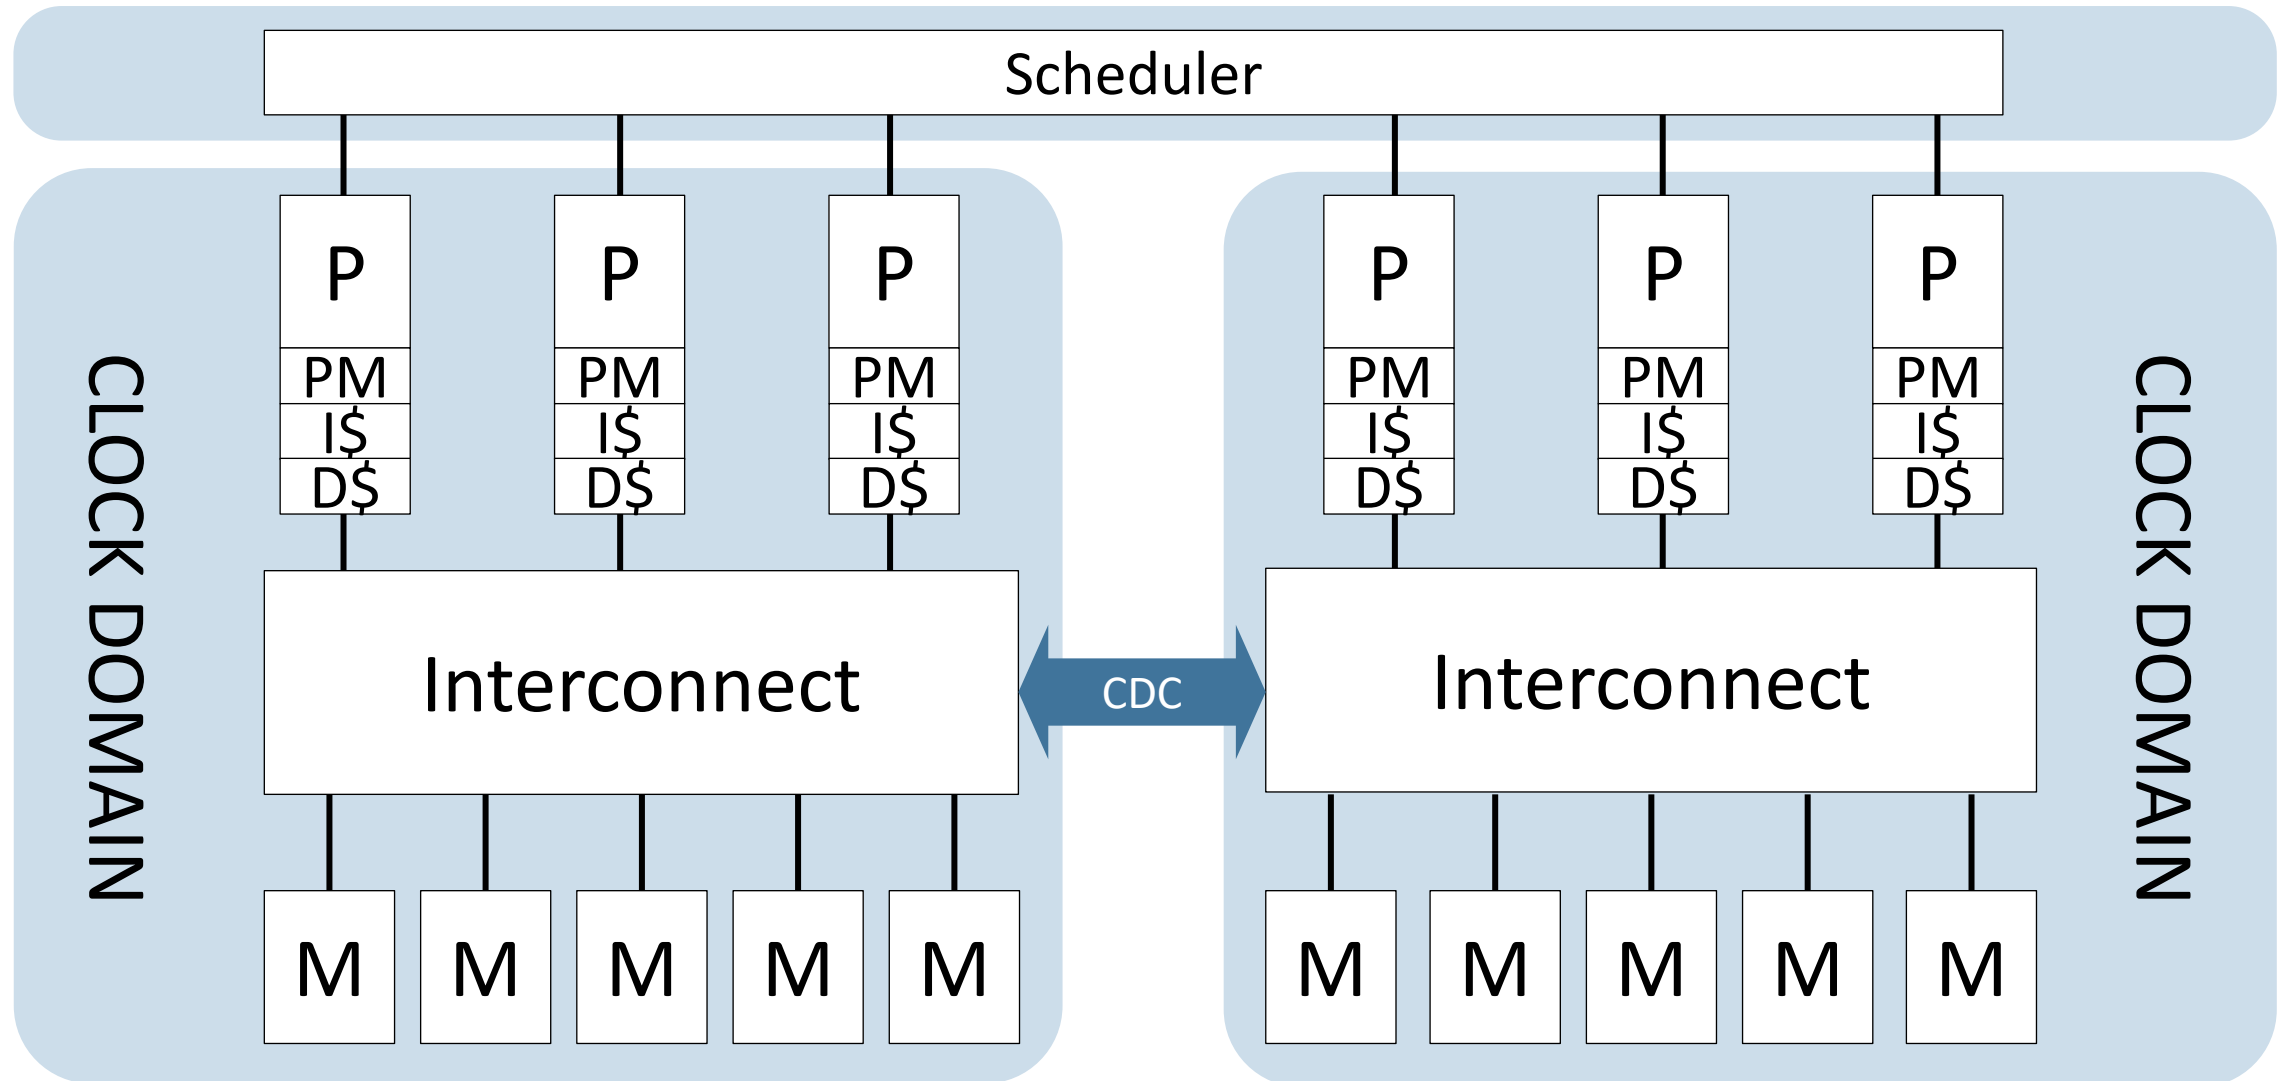 Scheduler
P P P P P P
PM PM PM PM PM PM
I$ I$ I$ I$ I$ I$
D$ D$ D$ D$ D$ D$
CLOCK DOMAIN
CLOCK DOMAIN
Interconnect
CDC
Interconnect
M M M M M M M M M M